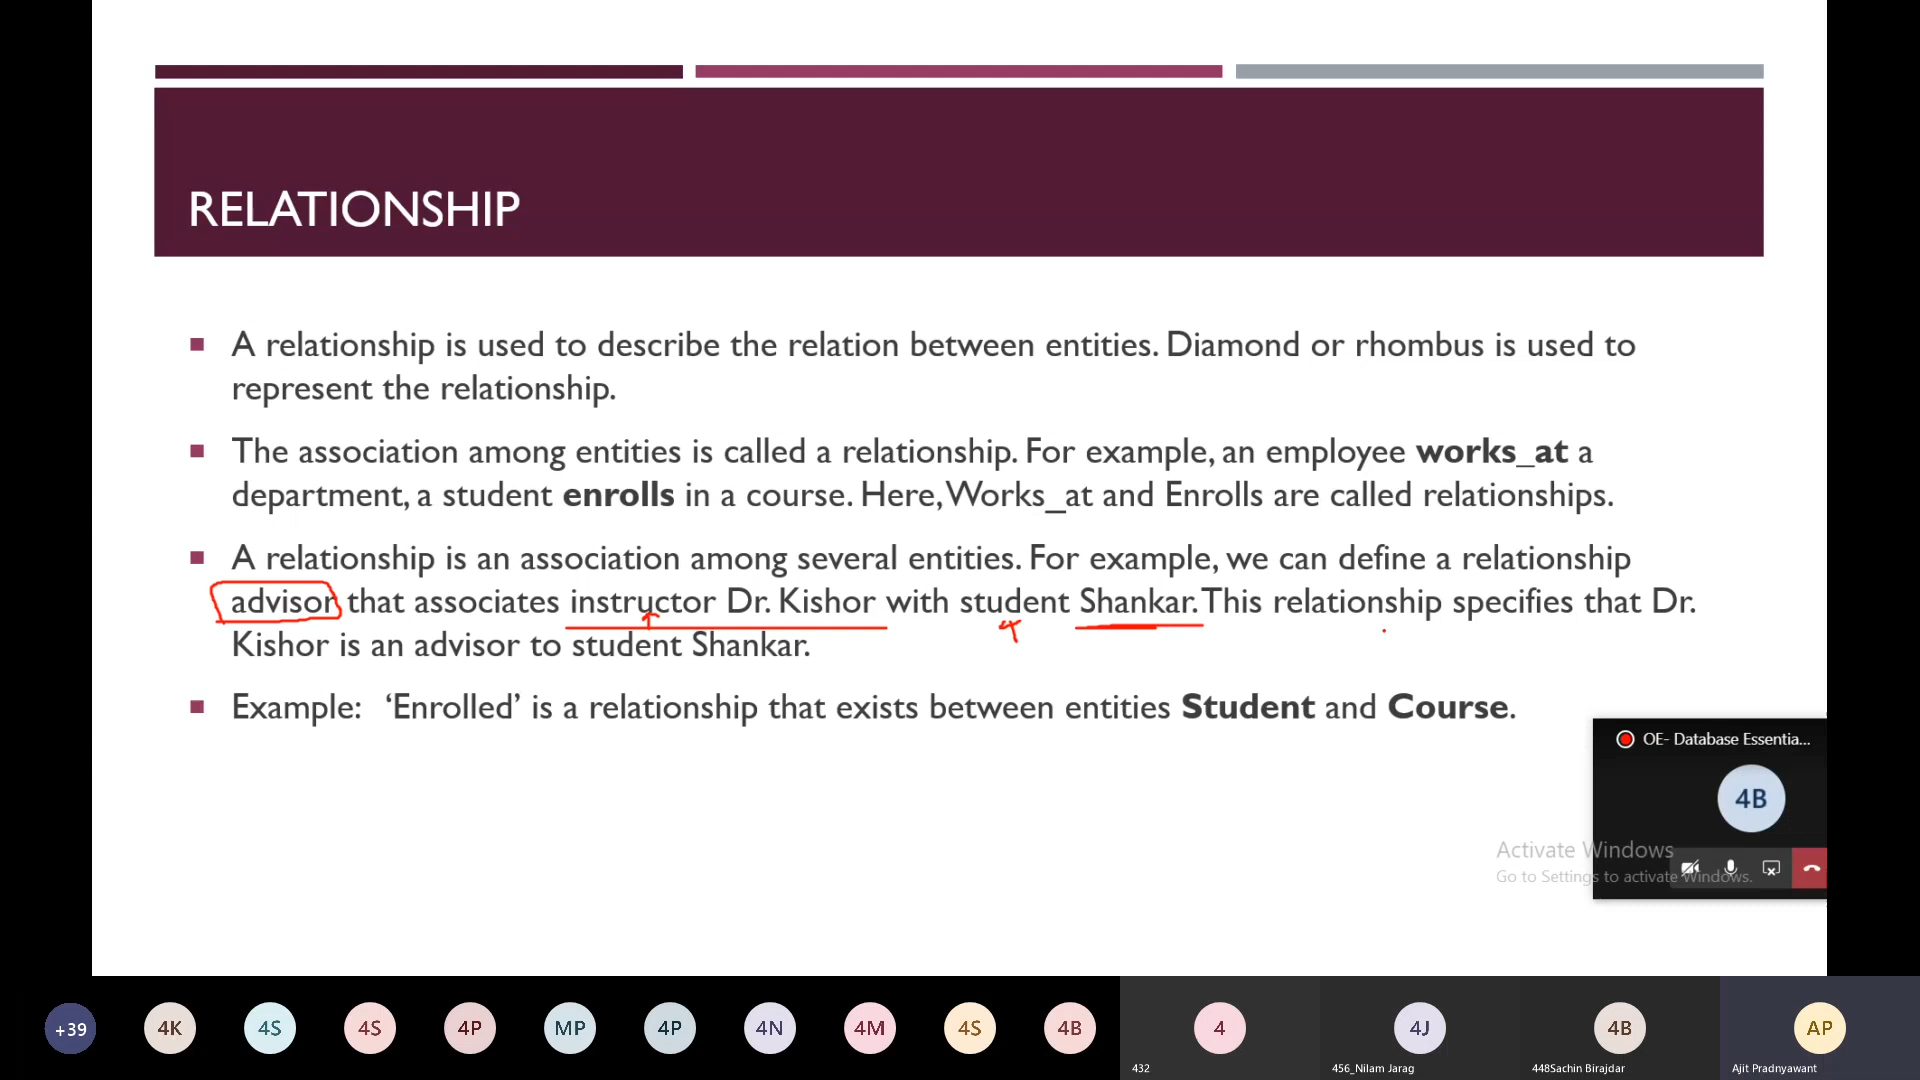 RELATIONSHIP
A relationship is used to describe the relation between entities. Diamond or rhombus is used to
represent the relationship.
The association among entities is called a relationship. For example, an employee works_at a
department, a student enrolls in a course. Here, Works_at and Enrolls are called relationships.
A relationship is an association among several entities. For example, we can define a relationship
advisor that associates instructor Dr. Kishor with student Shankar. This relationship specifies that Dr.
Kishor is an advisor to student Shankar.
Example: ‘Enrolled’ is a relationship that exists between entities Student and Course.
OE- Database Essentia...
4B
Activate Windows
Go to Settings to activate Windows.
+39 4K 4S 4S 4P MP 4P 4N 4M 4S 4B 4 4J 4B AP
432 456_Nilam Jarag 448Sachin Birajdar Ajit Pradnyawant